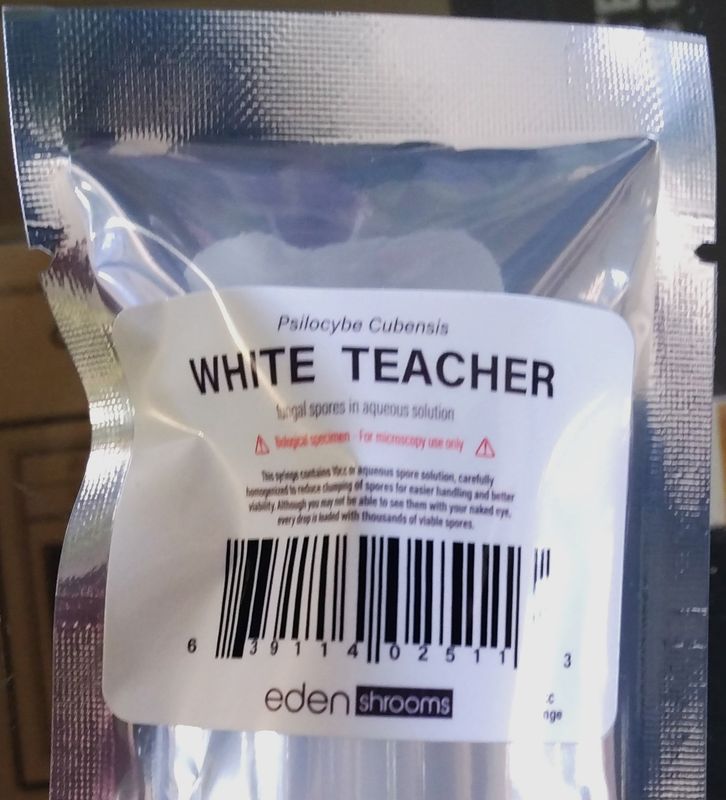 Psilocybe Cubensis
WHITE TEACHER
fungal spores in aqueous solution
Biological specimen - For microscopy use only
This syringe contains 10cc of aqueous spore solution, carefully
homogenized to reduce clumping of spores for easier handling and better
viability. Although you may not be able to see them with your naked eye,
every drop is loaded with thousands of viable spores.
6 39114 02511 3
eden shrooms